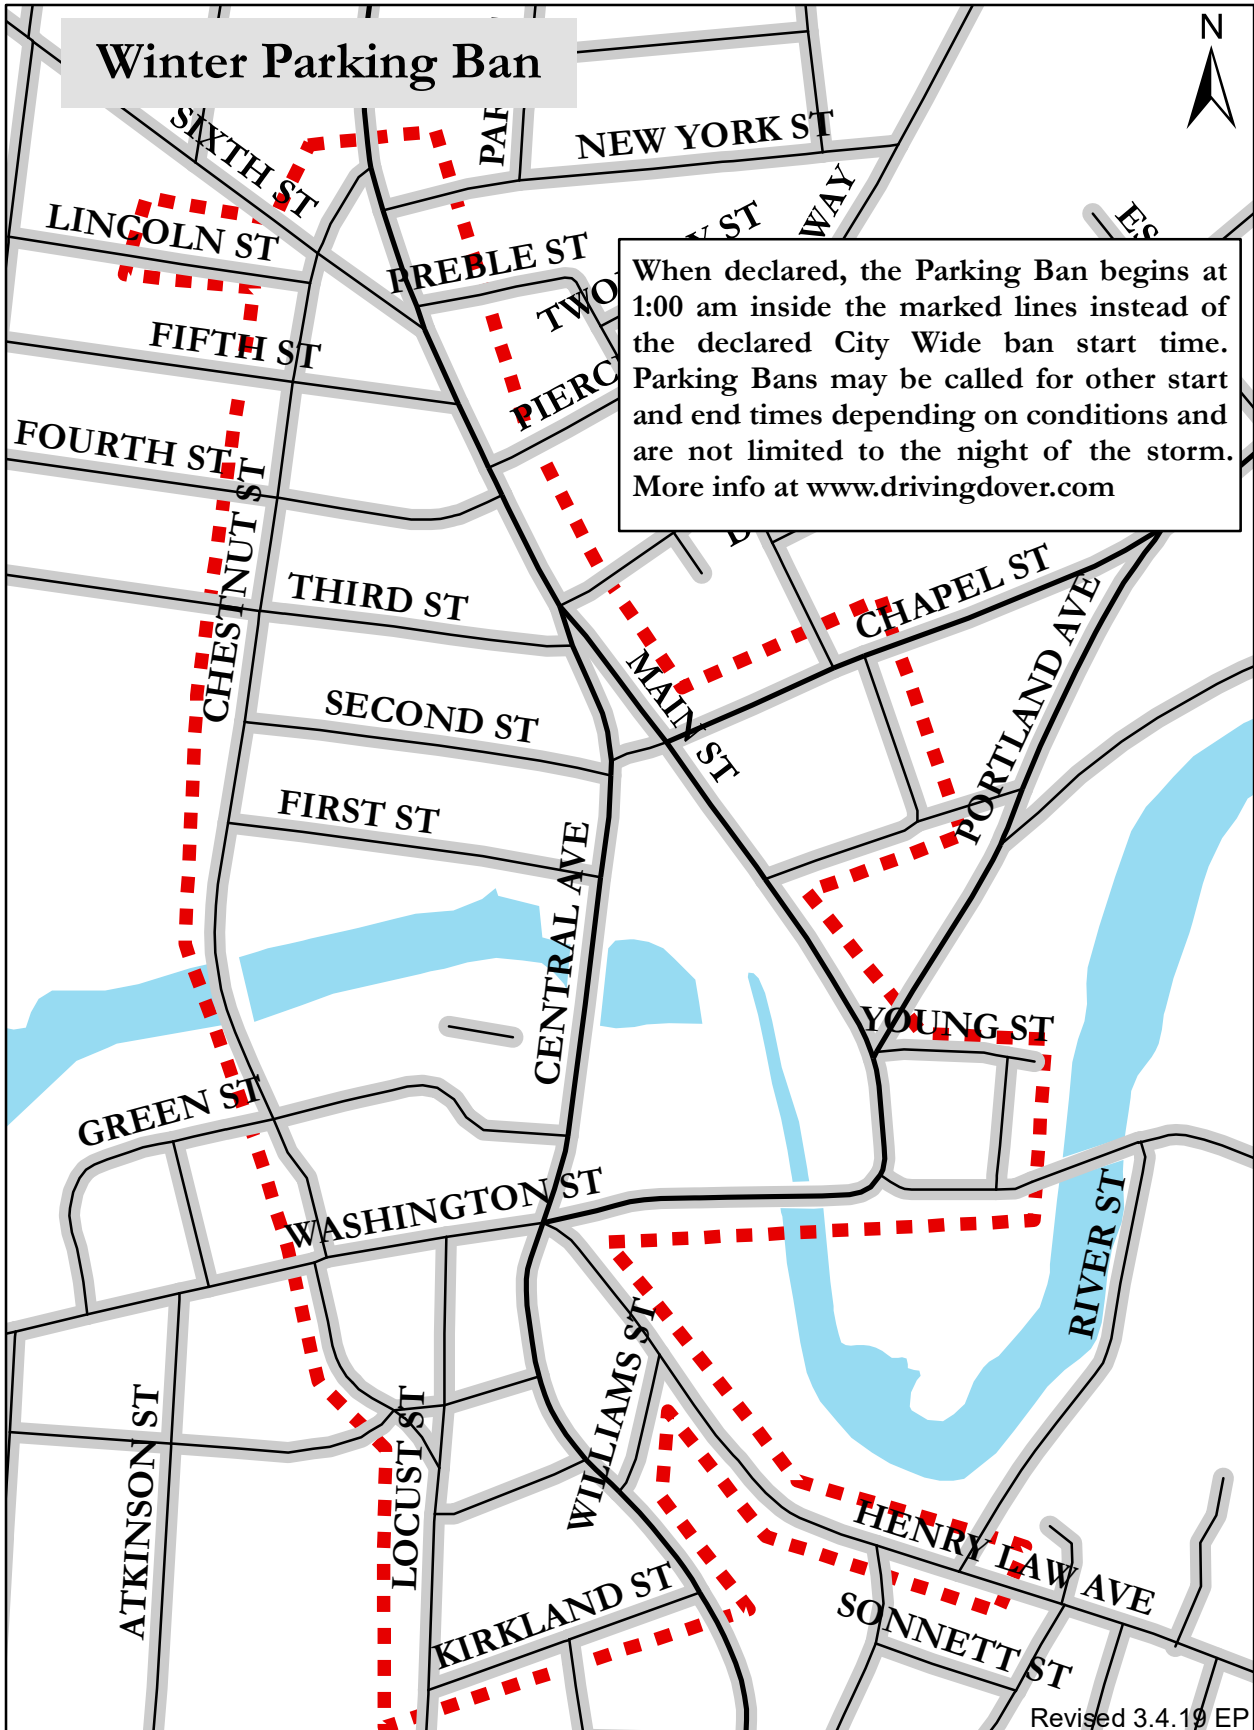 Winter Parking Ban
N
SIXTH ST
NEW YORK ST
LINCOLN ST
WAY
PREBLE ST
FIFTH ST
When declared, the Parking Ban begins at
1:00 am inside the marked lines instead of
the declared City Wide ban start time.
Parking Bans may be called for other start
and end times depending on conditions and
are not limited to the night of the storm.
More info at www.drivingdover.com
FOURTH ST
CHESTNUT ST
THIRD ST
CHAPEL ST
PORTLAND AVE
MAIN ST
SECOND ST
FIRST ST
CENTRAL AVE
YOUNG ST
GREEN ST
WASHINGTON ST
RIVER ST
WILLIAMS ST
ATKINSON ST
LOCUST ST
HENRY LAW AVE
KIRKLAND ST
SONNETT ST
Revised 3.4.19 EP